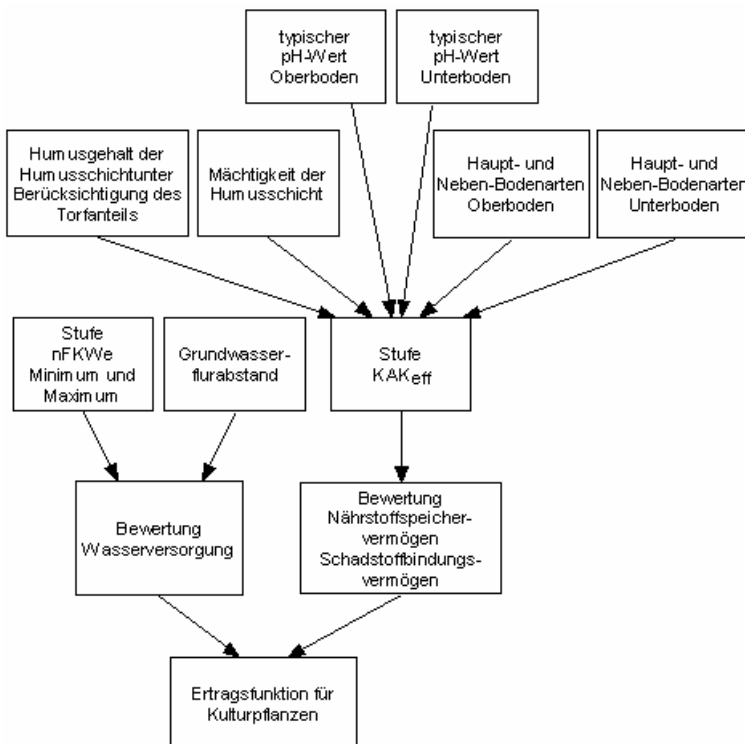 typischer
pH-Wert
Oberboden
typischer
pH-Wert
Unterboden
Humusgehalt der
Humusschichtunter
Berücksichtigung des
Torfanteils
Mächtigkeit der
Humusschicht
Haupt- und
Neben-Bodenarten
Oberboden
Haupt- und
Neben-Bodenarten
Unterboden
Stufe
nFKWe
Minimum und
Maximum
Grundwasser-
flurabstand
Stufe
KAKeff
Bewertung
Wasserversorgung
Bewertung
Nährstoffspeicher-
vermögen
Schadstoffbindungs-
vermögen
Ertragsfunktion für
Kulturpflanzen